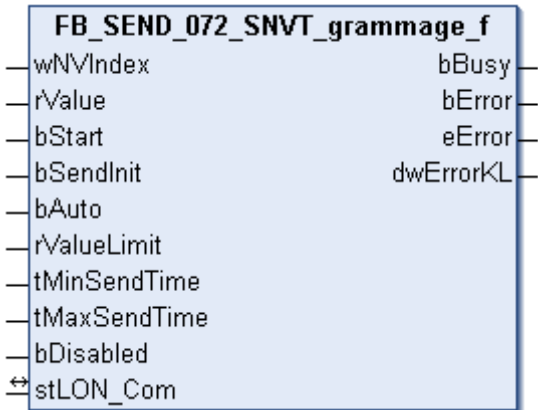 FB_SEND_072_SNVT_grammage_f
wNVIndex bBusy
rValue bError
bStart eError
bSendInit dwErrorKL
bAuto
rValueLimit
tMinSendTime
tMaxSendTime
bDisabled
stLON_Com